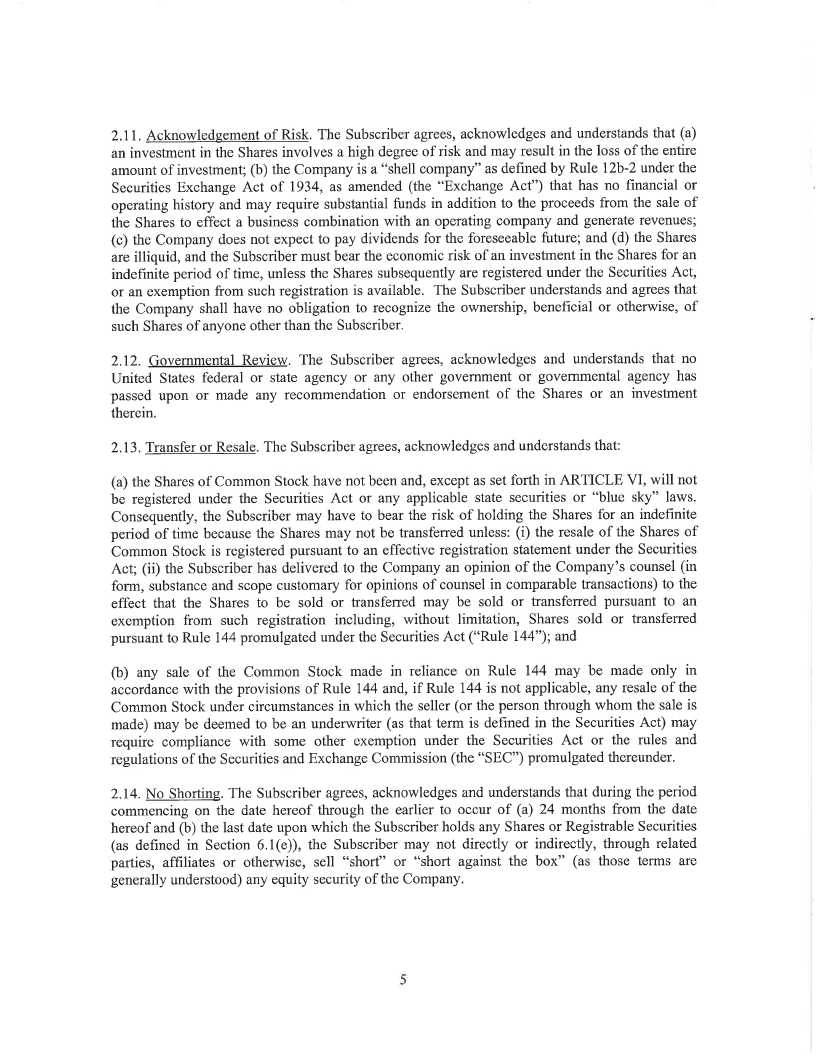 2.11. Acknowledgement of Risk. The Subscriber agrees, acknowledges and understands that (a)
an investment in the Shares involves a high degree of risk and may result in the loss of the entire
amount of investment; (b) the Company is a “shell company” as defined by Rule 12b-2 under the
Securities Exchange Act of 1934, as amended (the “Exchange Act”) that has no financial or
operating history and may require substantial funds in addition to the proceeds from the sale of
the Shares to effect a business combination with an operating company and generate revenues;
(c) the Company does not expect to pay dividends for the foreseeable future; and (d) the Shares
are illiquid, and the Subscriber must bear the economic risk of an investment in the Shares for an
indefinite period of time, unless the Shares subsequently are registered under the Securities Act,
or an exemption from such registration is available. The Subscriber understands and agrees that
the Company shall have no obligation to recognize the ownership, beneficial or otherwise, of
such Shares of anyone other than the Subscriber.
2.12. Governmental Review. The Subscriber agrees, acknowledges and understands that no
United States federal or state agency or any other government or governmental agency has
passed upon or made any recommendation or endorsement of the Shares or an investment
therein.
2.13. Transfer or Resale. The Subscriber agrees, acknowledges and understands that:
(a) the Shares of Common Stock have not been and, except as set forth in ARTICLE VI, will not
be registered under the Securities Act or any applicable state securities or “blue sky” laws.
Consequently, the Subscriber may have to bear the risk of holding the Shares for an indefinite
period of time because the Shares may not be transferred unless: (i) the resale of the Shares of
Common Stock is registered pursuant to an effective registration statement under the Securities
Act; (ii) the Subscriber has delivered to the Company an opinion of the Company’s counsel (in
form, substance and scope customary for opinions of counsel in comparable transactions) to the
effect that the Shares to be sold or transferred may be sold or transferred pursuant to an
exemption from such registration including, without limitation, Shares sold or transferred
pursuant to Rule 144 promulgated under the Securities Act (“Rule 144”); and
(b) any sale of the Common Stock made in reliance on Rule 144 may be made only in
accordance with the provisions of Rule 144 and, if Rule 144 is not applicable, any resale of the
Common Stock under circumstances in which the seller (or the person through whom the sale is
made) may be deemed to be an underwriter (as that term is defined in the Securities Act) may
require compliance with some other exemption under the Securities Act or the rules and
regulations of the Securities and Exchange Commission (the “SEC”) promulgated thereunder.
2.14. No Shorting. The Subscriber agrees, acknowledges and understands that during the period
commencing on the date hereof through the earlier to occur of (a) 24 months from the date
hereof and (b) the last date upon which the Subscriber holds any Shares or Registrable Securities
(as defined in Section 6.1(e)), the Subscriber may not directly or indirectly, through related
parties, affiliates or otherwise, sell “short” or “short against the box” (as those terms are
generally understood) any equity security of the Company.
5